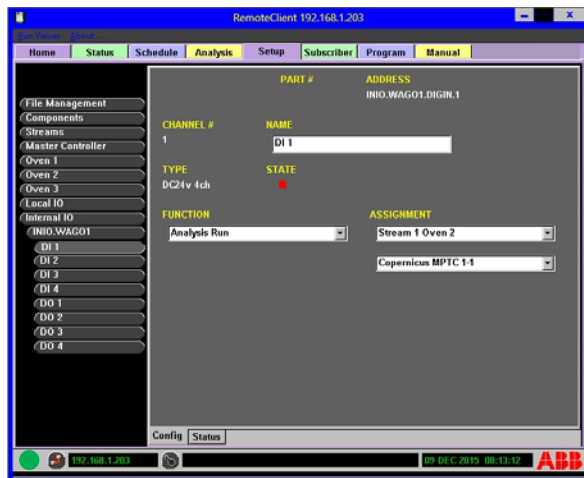 RemoteClient 192.168.1.203
Run Viewer About . . .
Home Status Schedule Analysis Setup Subscriber Program Manual
PART # ADDRESS
INIO.WAGO1.DIGIN.1
File Management
Components
Streams
Master Controller
Oven 1
Oven 2
Oven 3
Local IO
Internal IO
INIO.WAGO1
DI 1
DI 2
DI 3
DI 4
DO 1
DO 2
DO 3
DO 4
CHANNEL # NAME
1 DI 1
TYPE STATE
DC24v 4ch
FUNCTION ASSIGNMENT
Analysis Run Stream 1 Oven 2
Copernicus MPTC 1-1
Config Status
192.168.1.203 09 DEC 2015 08:13:12 ABB